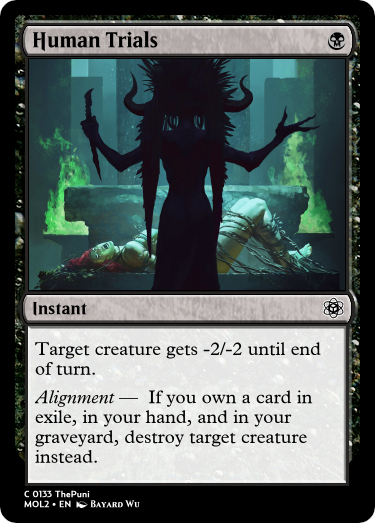 Human Trials
Instant
Target creature gets -2/-2 until end
of turn.
Alignment — If you own a card in
exile, in your hand, and in your
graveyard, destroy target creature
instead.
C 0133 ThePuni
MOL2 • EN Bayard Wu